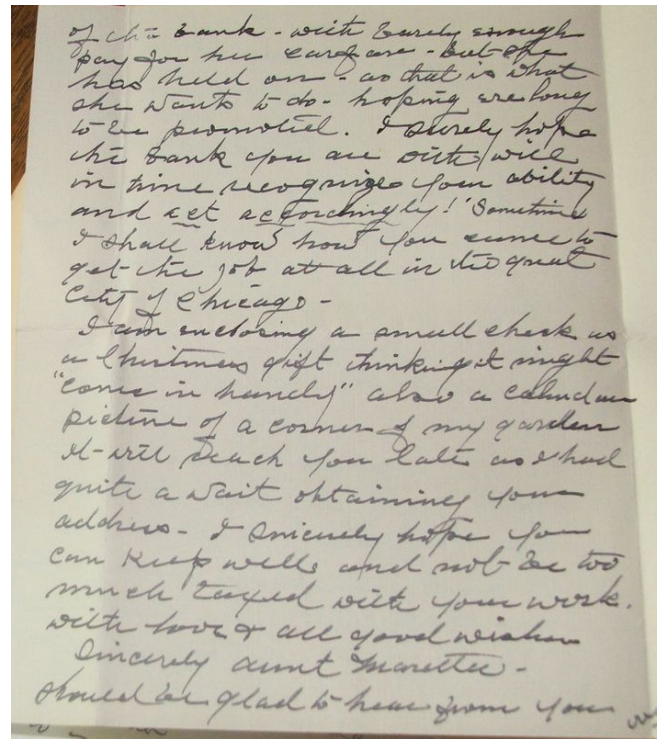 of the bank - with barely enough
pay for her carfare - but she
has held on - as that is what
she wants to do - hoping ere long
to be promoted. I surely hope
the bank you are with will
in time recognize your ability
and act accordingly! Sometime
I shall know how you came to
get the job at all in the great
City of Chicago -
I am enclosing a small check as
a Christmas gift thinking it might
"come in handy" also a calendar
picture of a corner of my garden
It will reach you late as I had
quite a wait obtaining your
address - I sincerely hope you
can keep well and not be too
much taxed with your work.
with love & all good wishes
Sincerely aunt Marietta -
should be glad to hear from you